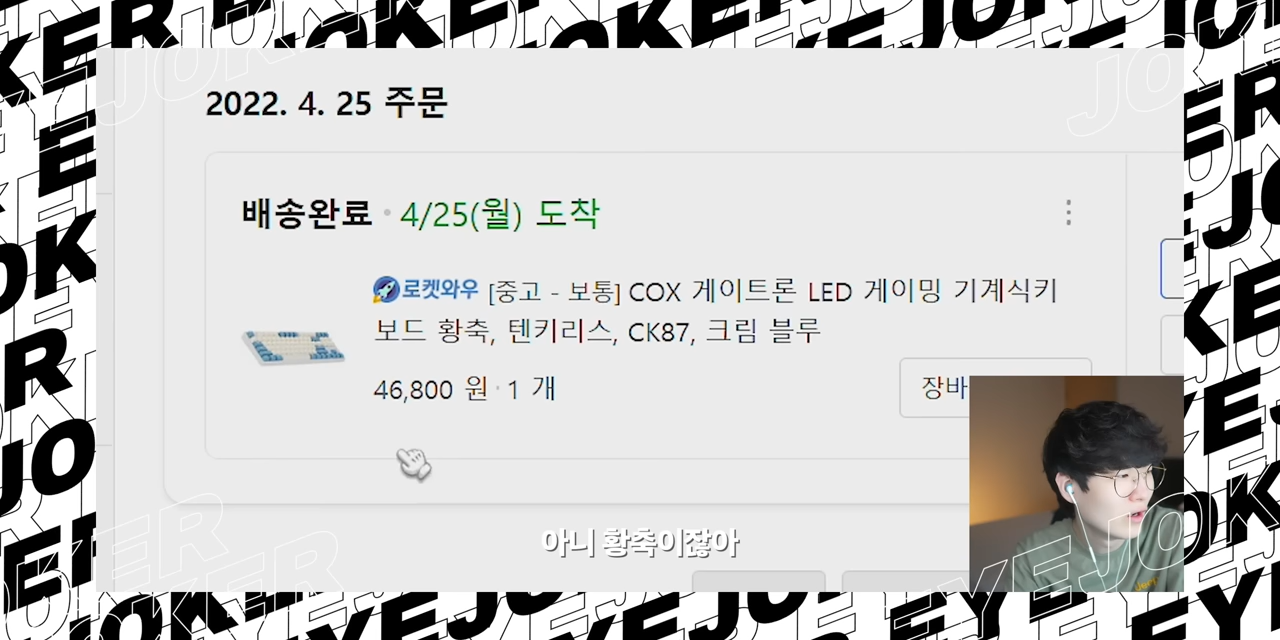 2022. 4. 25 주문
배송완료 • 4/25(월) 도착
로켓와우 [중고 - 보통] COX 게이트론 LED 게이밍 기계식키
보드 황축, 텐키리스, CK87, 크림 블루
46,800 원 · 1 개
장바
아니 황축이잖아